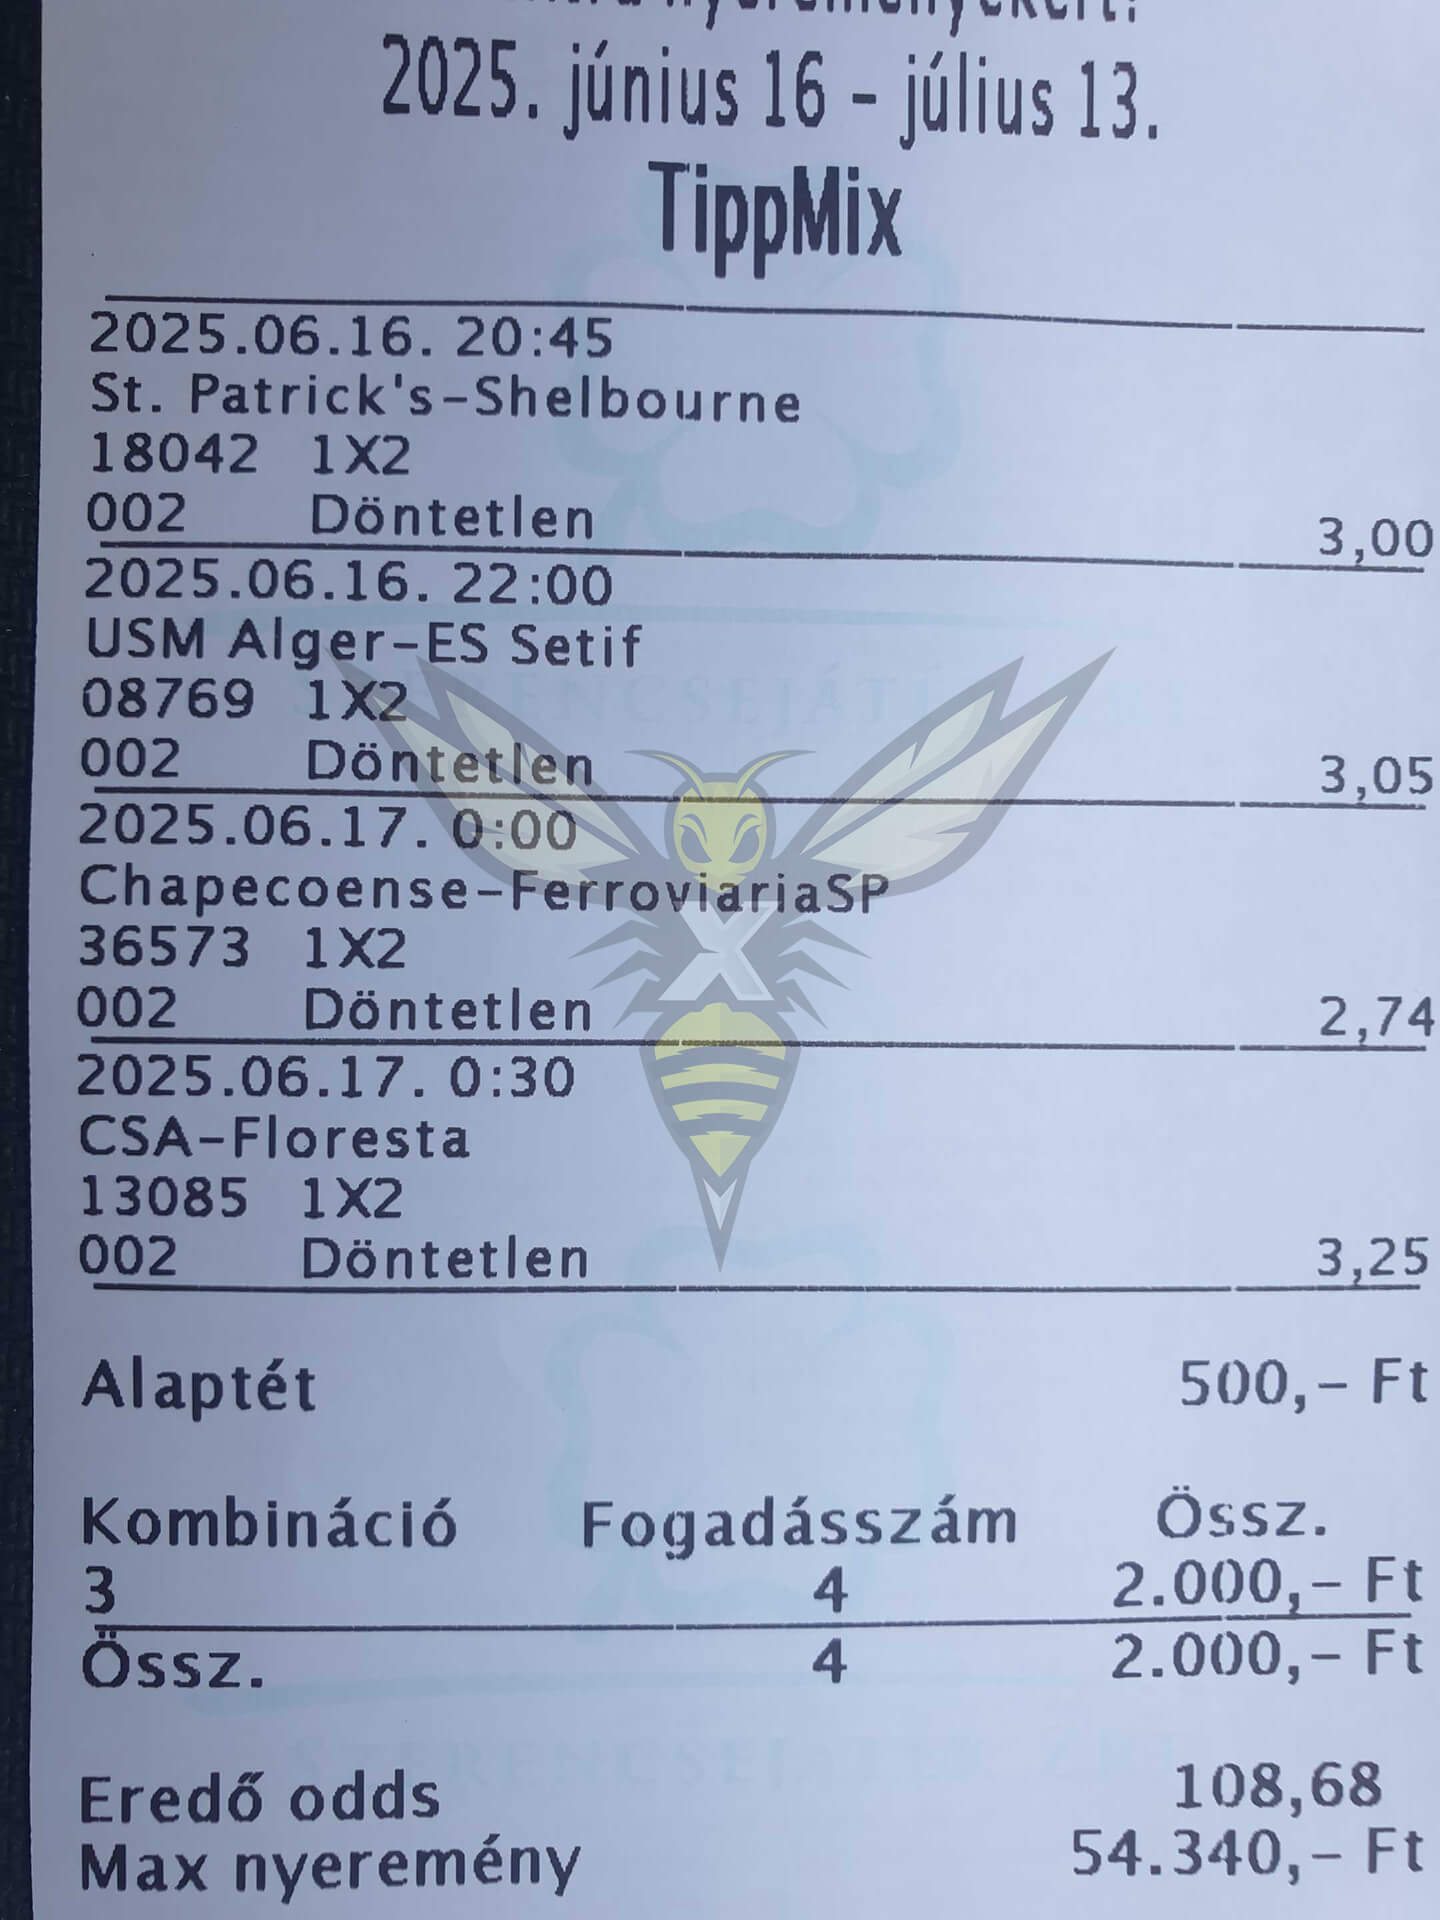 2025. június 16 - július 13.
TippMix
2025.06.16. 20:45
St. Patrick's-Shelbourne
18042 1X2
002 Döntetlen 3,00
2025.06.16. 22:00
USM Alger-ES Setif
08769 1X2
002 Döntetlen 3,05
2025.06.17. 0:00
Chapecoense-FerroviariaSP
36573 1X2
002 Döntetlen 2,74
2025.06.17. 0:30
CSA-Floresta
13085 1X2
002 Döntetlen 3,25
Alaptét 500,- Ft
Kombináció Fogadásszám Össz.
3 4 2.000,- Ft
Össz. 4 2.000,- Ft
Eredő odds 108,68
Max nyeremény 54.340,- Ft